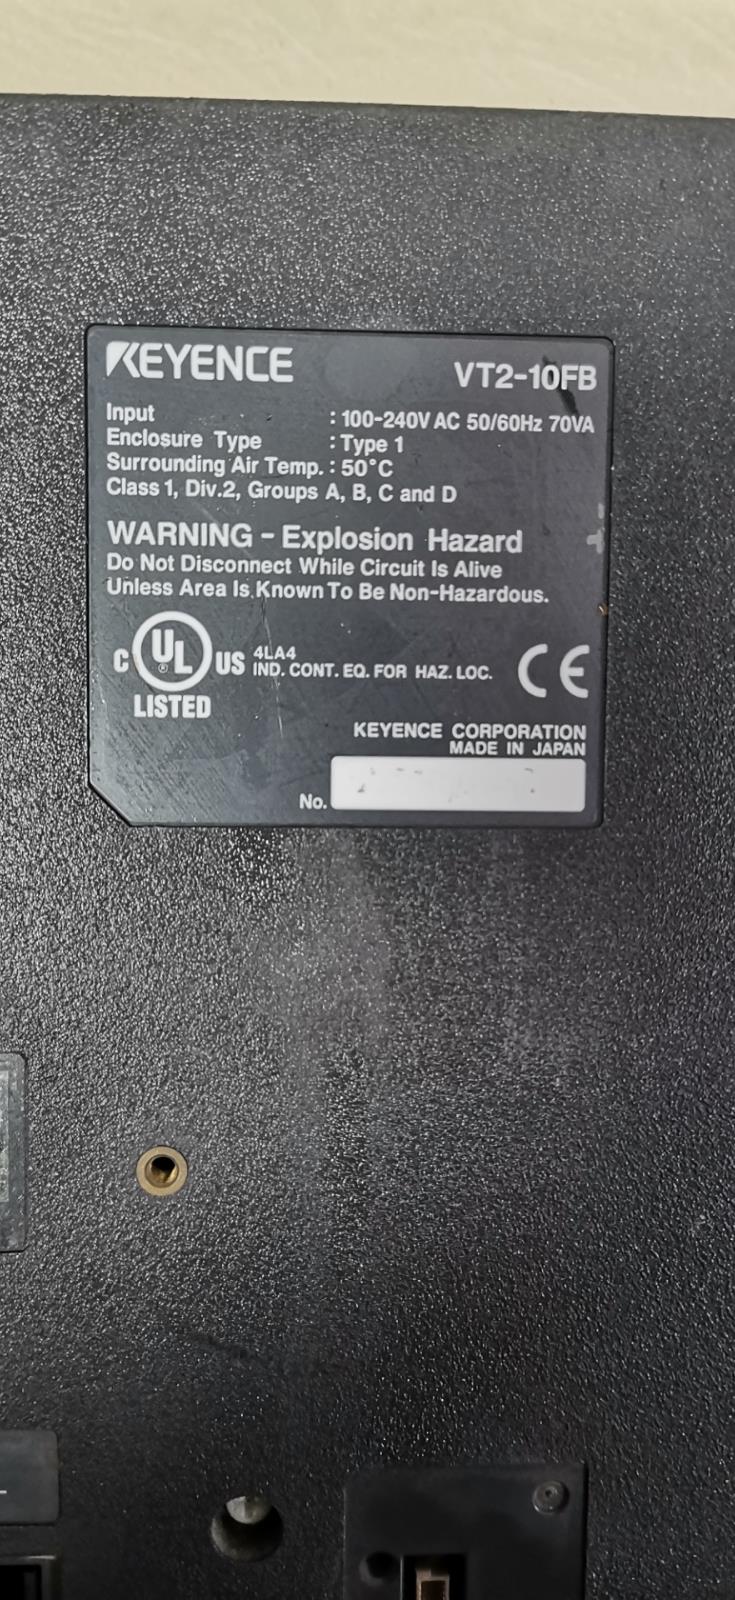 KEYENCE
VT2-10FB
Input : 100-240V AC 50/60Hz 70VA
Enclosure Type : Type 1
Surrounding Air Temp. : 50°C
Class 1, Div.2, Groups A, B, C and D
WARNING - Explosion Hazard
Do Not Disconnect While Circuit Is Alive
Unless Area Is Known To Be Non-Hazardous.
C UL ® US
LISTED
4LA4
IND. CONT. EQ. FOR HAZ. LOC.
CE
KEYENCE CORPORATION
MADE IN JAPAN
No.